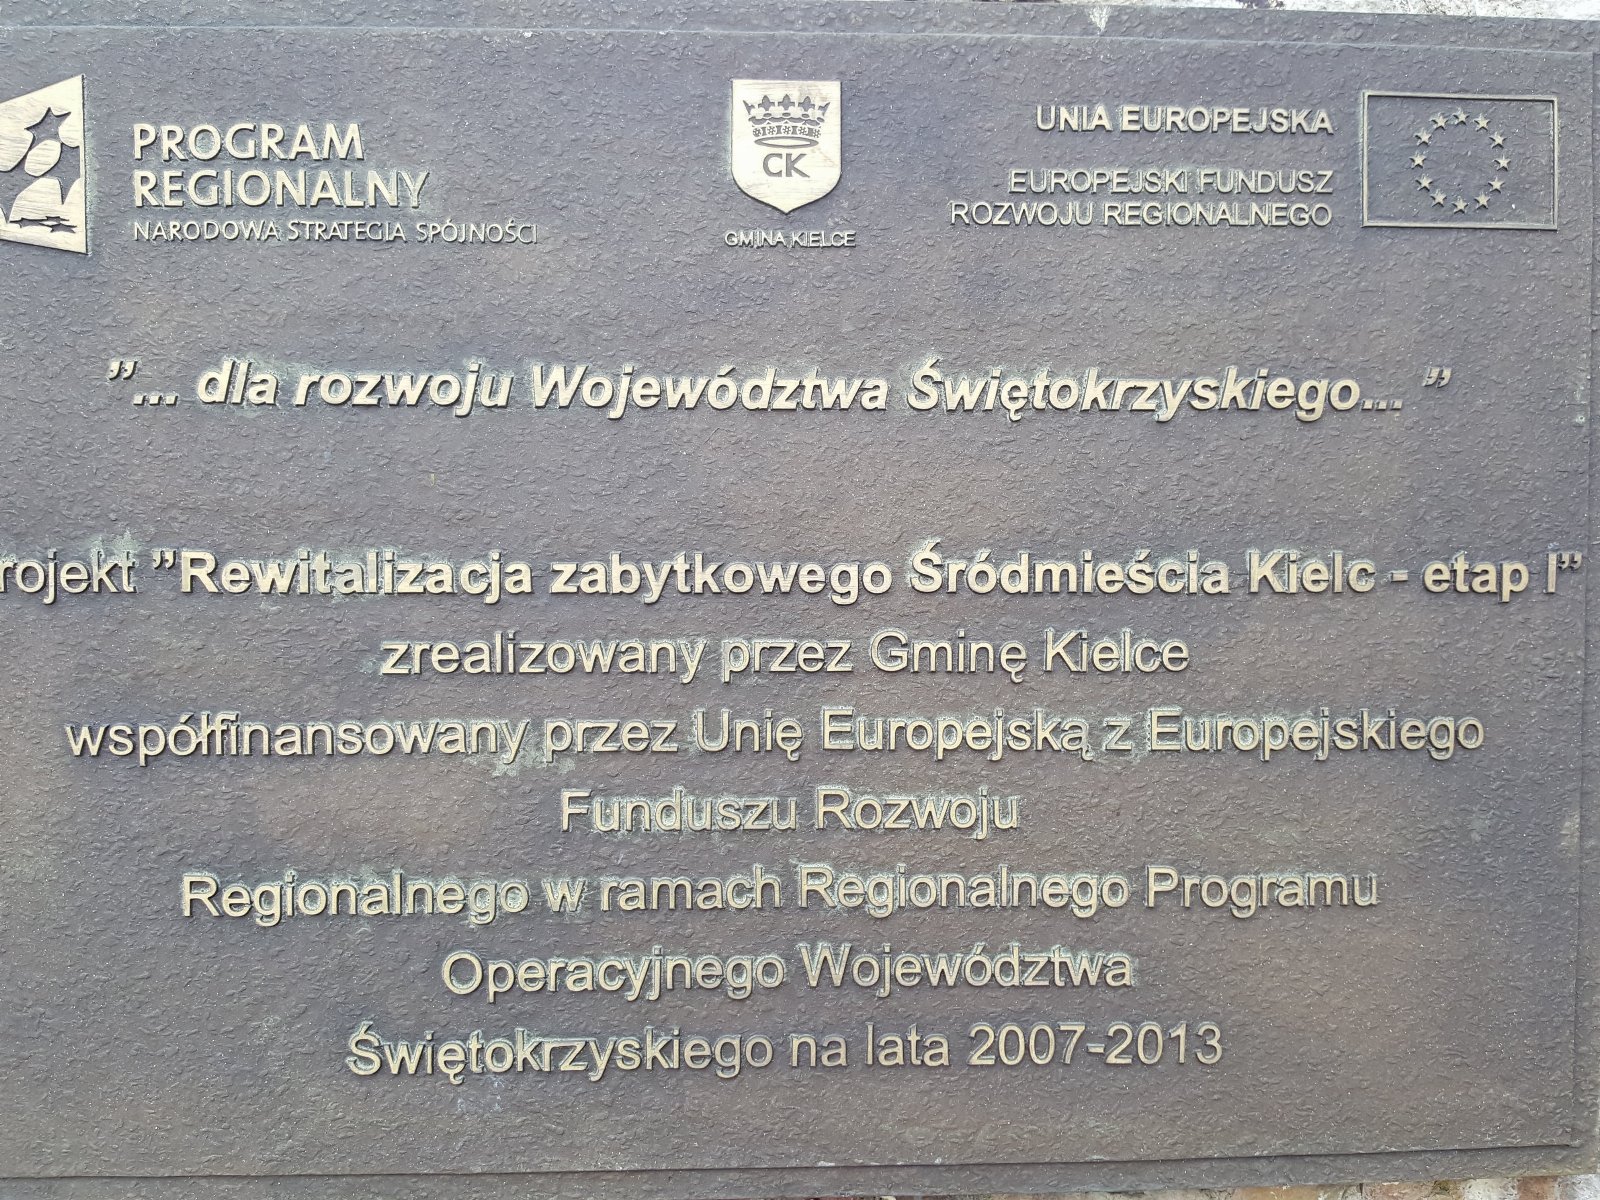 PROGRAM
REGIONALNY
NARODOWA STRATEGIA SPÓJNOŚCI
CK
GMINA KIELCE
UNIA EUROPEJSKA
EUROPEJSKI FUNDUSZ
ROZWOJU REGIONALNEGO
"... dla rozwoju Województwa Świętokrzyskiego... "
rojekt "Rewitalizacja zabytkowego Śródmieścia Kielc - etap I"
zrealizowany przez Gminę Kielce
współfinansowany przez Unię Europejską z Europejskiego
Funduszu Rozwoju
Regionalnego w ramach Regionalnego Programu
Operacyjnego Województwa
Świętokrzyskiego na lata 2007-2013